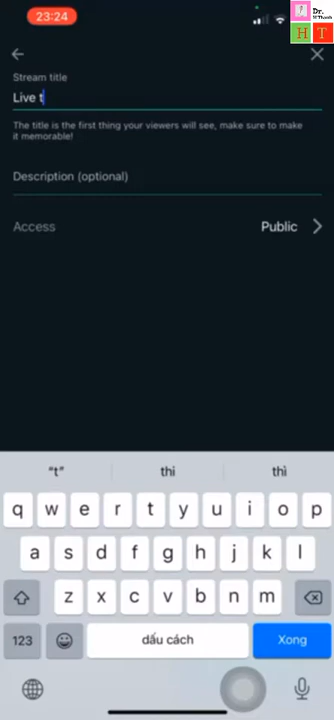 23:24
Dr.
H T
Stream title
Live t
The title is the first thing your viewers will see, make sure to make
it memorable!
Description (optional)
Access Public
“t” thi thì
q w e r t y u i o p
a s d f g h j k l
z x c v b n m
123 dấu cách Xong